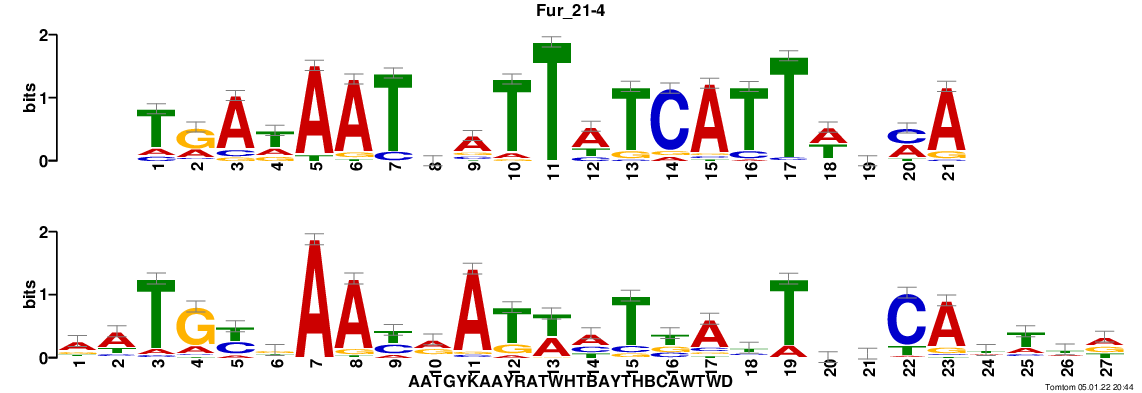 Fur_21-4
bits
2
1
0
1 2 3 4 5 6 7 8 9 10 11 12 13 14 15 16 17 18 19 20 21
bits
2
1
0
1 2 3 4 5 6 7 8 9 10 11 12 13 14 15 16 17 18 19 20 21 22 23 24 25 26 27
AATGYKAAYRATWHTBAYTHBCAWTWD
Tomtom 05.01.22 20:44